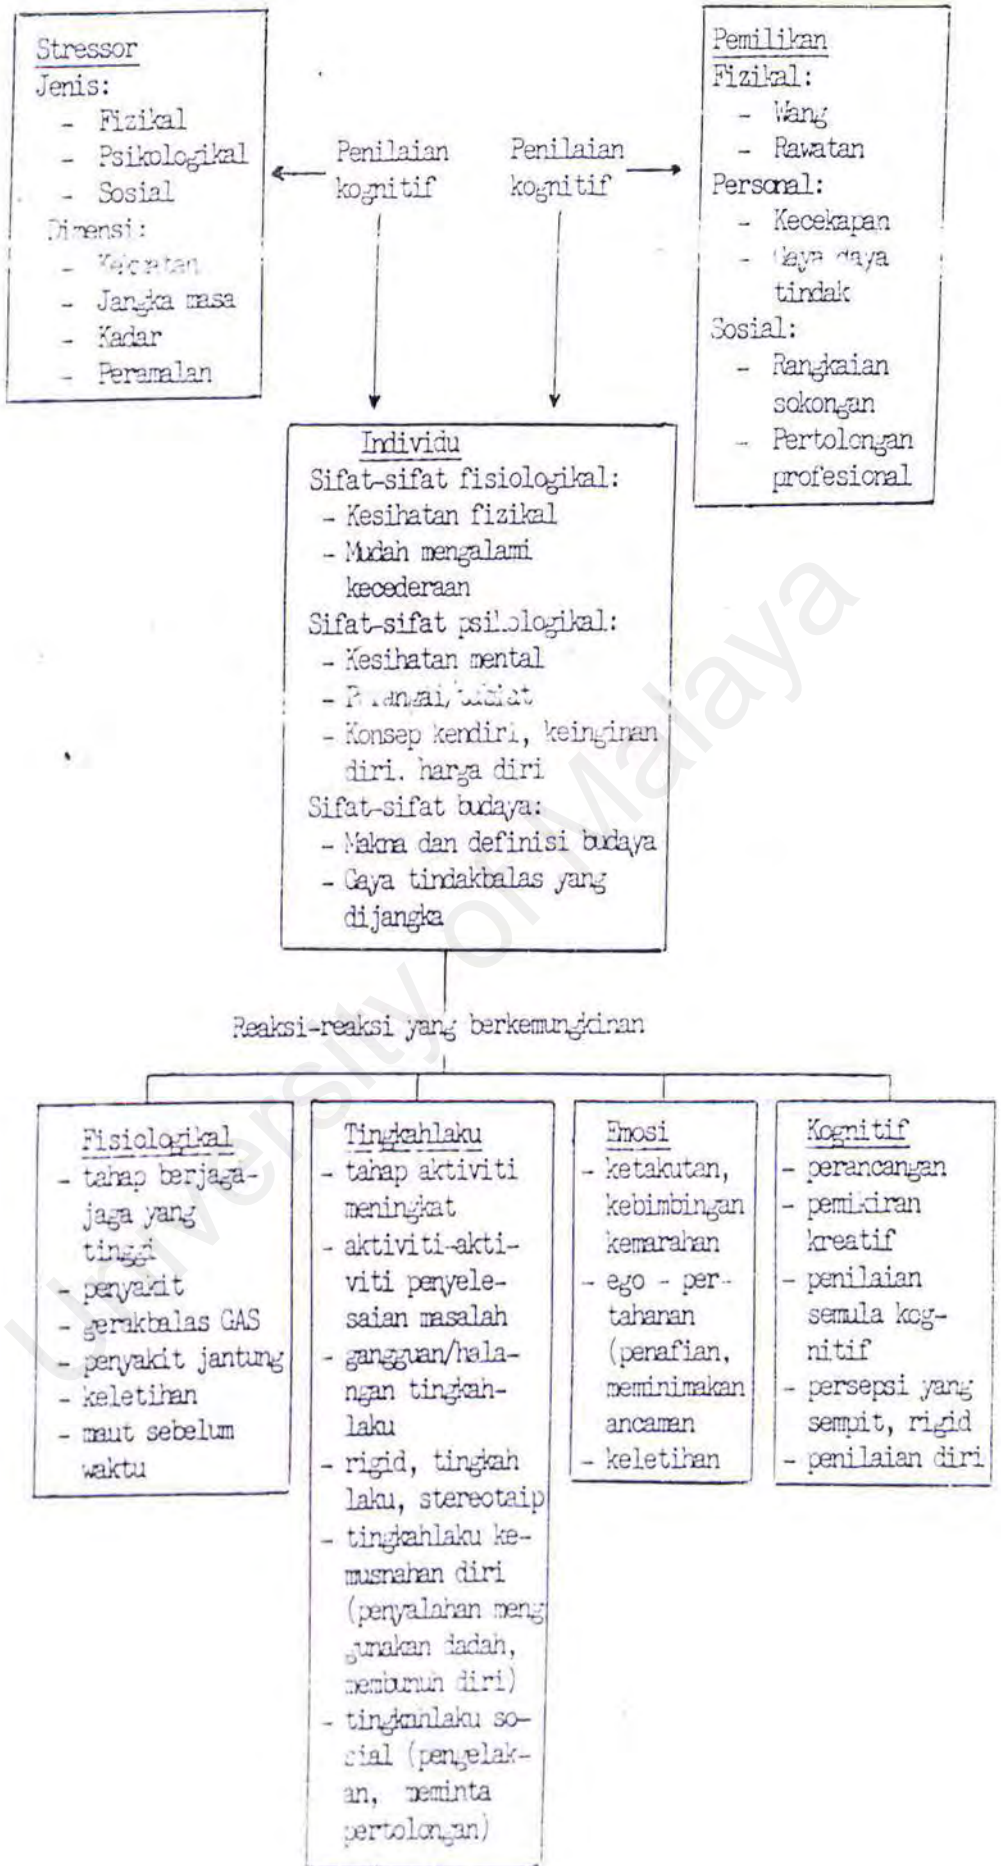 Stressor
Jenis:
- Fizikal
- Psikologikal
- Sosial
Dimensi:
- Jangka masa
- Kadar
- Peramalan
Penilaian
kognitif
Penilaian
kognitif
Pemilikan
Fizikal:
- Wang
- Rawatan
Personal:
- Kecekapan
- daya
tindak
Sosial:
- Rangkaian
sokongan
- Pertolongan
profesional
Individu
Sifat-sifat fisiologikal:
- Kesihatan fizikal
- Mudah mengalami
kecederaan
Sifat-sifat psikologikal:
- Kesihatan mental
- Perangai/tabiat
- Konsep kendiri, keinginan
diri. harga diri
Sifat-sifat budaya:
- Makna dan definisi budaya
- Gaya tindakbalas yang
dijangka
Reaksi-reaksi yang berkemungkinan
Fisiologikal
- tahap berjaga-
jaga yang
tinggi
- penyakit
- gerakbalas GAS
- penyakit jantung
- keletihan
- maut sebelum
waktu
Tingkahlaku
- tahap aktiviti
meningkat
- aktiviti-akti-
viti penyele-
saian masalah
- gangguan/hala-
ngan tingkah-
laku
- rigid, tingkah
laku, stereotaip
- tingkahlaku ke-
musnahan diri
(penyalahan meng
gunakan dadah,
membunuh diri)
- tingkahlaku so-
sial (pengelak-
an, meminta
pertolongan)
Emosi
- ketakutan,
kebimbingan
kemarahan
- ego - per-
tahanan
(penafian,
meminimakan
ancaman
- keletihan
Kognitif
- perancangan
- pemikiran
kreatif
- penilaian
semula kog-
nitif
- persepsi yang
sempit, rigid
- penilaian diri
University of Malaya